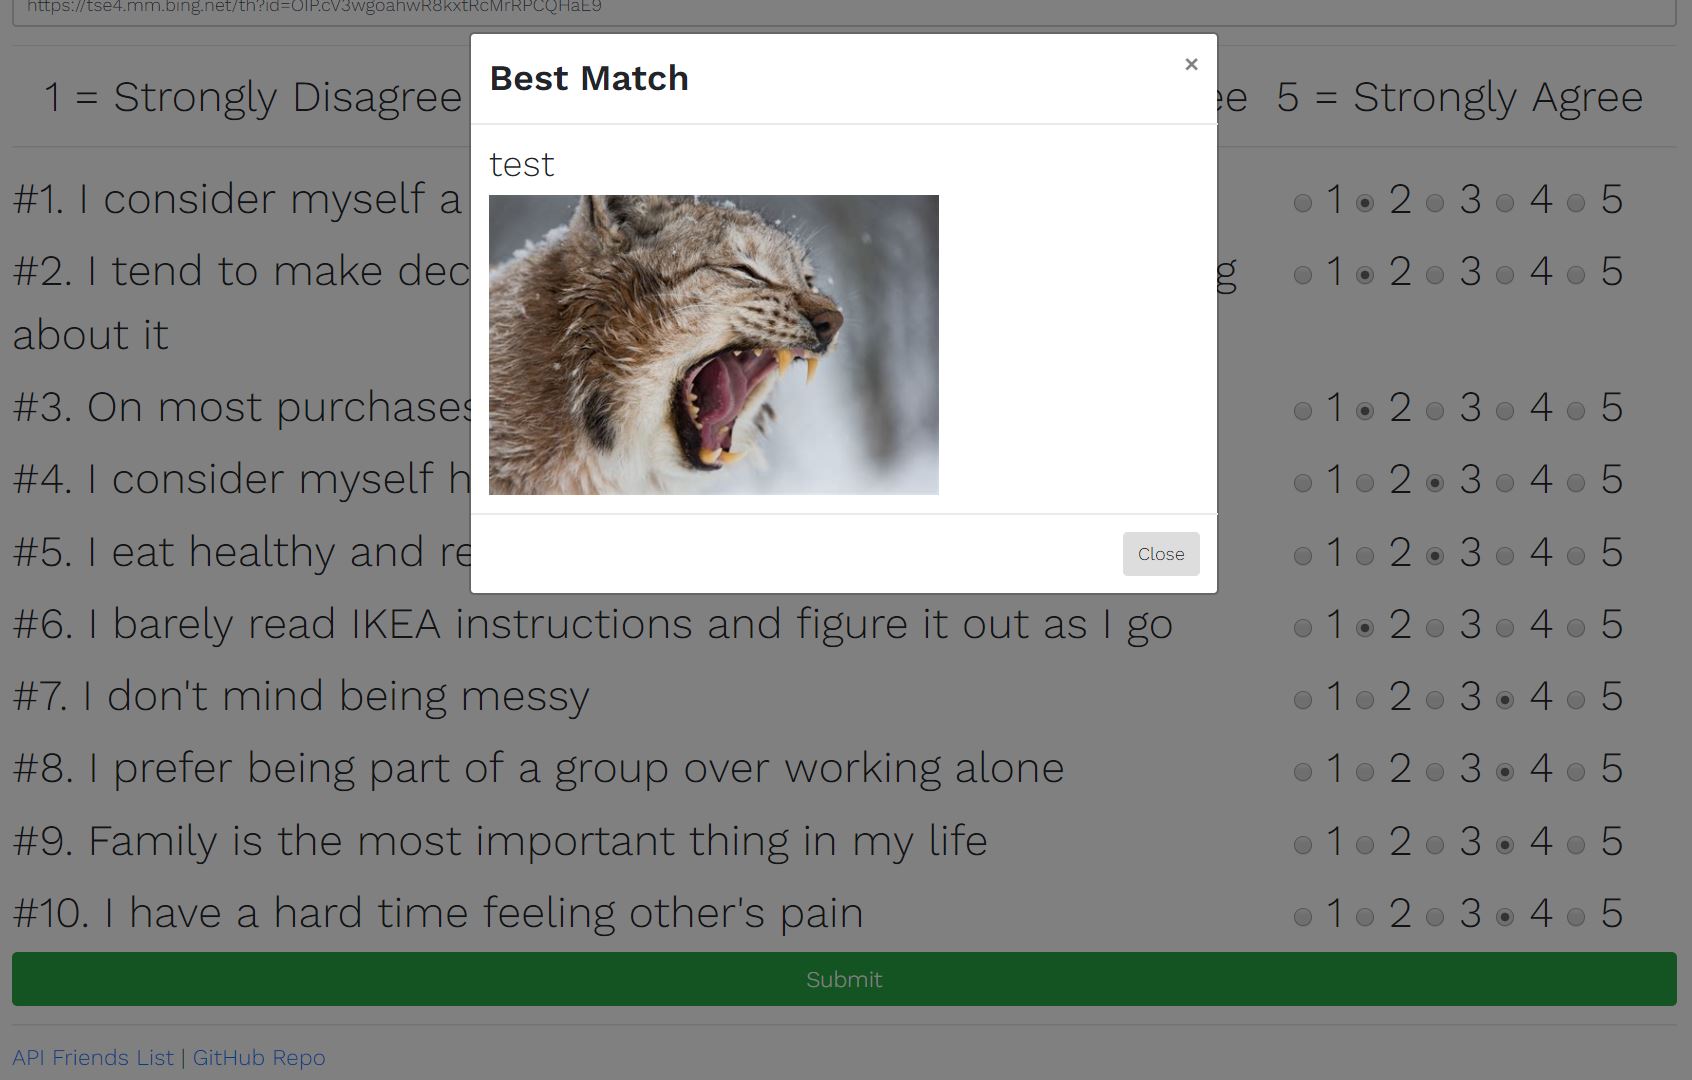 https://tse4.mm.bing.net/th?id=OIP.cV3wgoahwR8kxtRcMrRPCQHaE9
1 = Strongly Disagree ee 5 = Strongly Agree
Best Match ×
test
#1. I consider myself a 1 2 3 4 5
#2. I tend to make dec g 1 2 3 4 5
about it
#3. On most purchases 1 2 3 4 5
#4. I consider myself h 1 2 3 4 5
#5. I eat healthy and re 1 2 3 4 5
Close
#6. I barely read IKEA instructions and figure it out as I go 1 2 3 4 5
#7. I don't mind being messy 1 2 3 4 5
#8. I prefer being part of a group over working alone 1 2 3 4 5
#9. Family is the most important thing in my life 1 2 3 4 5
#10. I have a hard time feeling other's pain 1 2 3 4 5
Submit
API Friends List | GitHub Repo